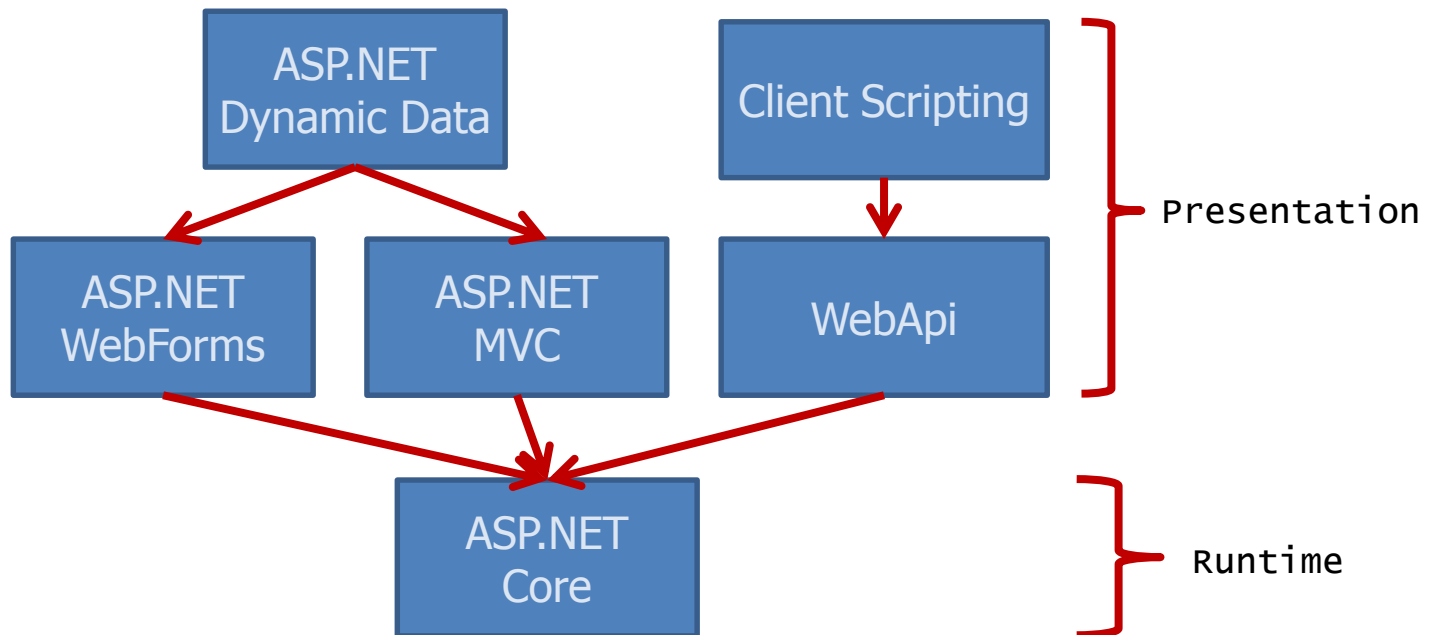 ASP.NET
Dynamic Data
Client Scripting
Presentation
ASP.NET
WebForms
ASP.NET
MVC
WebApi
ASP.NET
Core
Runtime